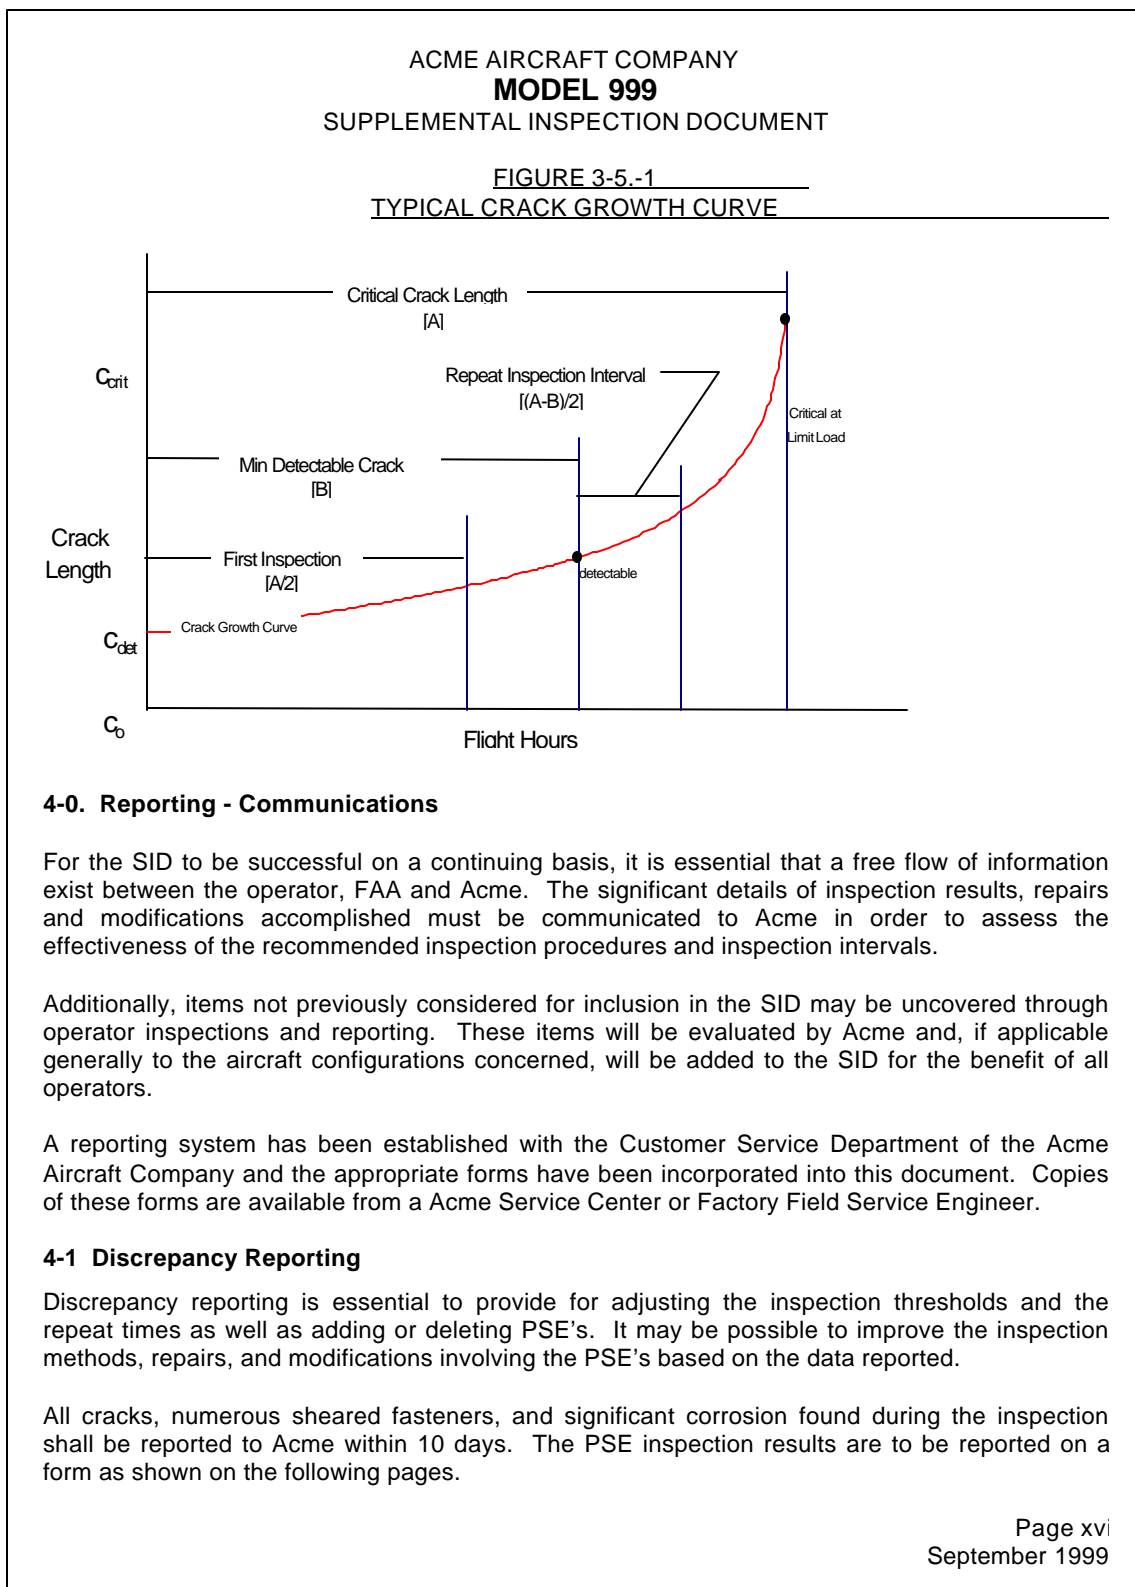 ACME AIRCRAFT COMPANY
MODEL 999
SUPPLEMENTAL INSPECTION DOCUMENT
FIGURE 3-5.-1
TYPICAL CRACK GROWTH CURVE
Critical Crack Length
[A]
Ccrit
Repeat Inspection Interval
[(A-B)/2]
Critical at
Limit Load
Min Detectable Crack
[B]
Crack
Length
First Inspection
[A/2]
detectable
Crack Growth Curve
Cdet
Co
Flight Hours
4-0. Reporting - Communications
For the SID to be successful on a continuing basis, it is essential that a free flow of information
exist between the operator, FAA and Acme. The significant details of inspection results, repairs
and modifications accomplished must be communicated to Acme in order to assess the
effectiveness of the recommended inspection procedures and inspection intervals.
Additionally, items not previously considered for inclusion in the SID may be uncovered through
operator inspections and reporting. These items will be evaluated by Acme and, if applicable
generally to the aircraft configurations concerned, will be added to the SID for the benefit of all
operators.
A reporting system has been established with the Customer Service Department of the Acme
Aircraft Company and the appropriate forms have been incorporated into this document. Copies
of these forms are available from a Acme Service Center or Factory Field Service Engineer.
4-1 Discrepancy Reporting
Discrepancy reporting is essential to provide for adjusting the inspection thresholds and the
repeat times as well as adding or deleting PSE's. It may be possible to improve the inspection
methods, repairs, and modifications involving the PSE's based on the data reported.
All cracks, numerous sheared fasteners, and significant corrosion found during the inspection
shall be reported to Acme within 10 days. The PSE inspection results are to be reported on a
form as shown on the following pages.
Page xvi
September 1999